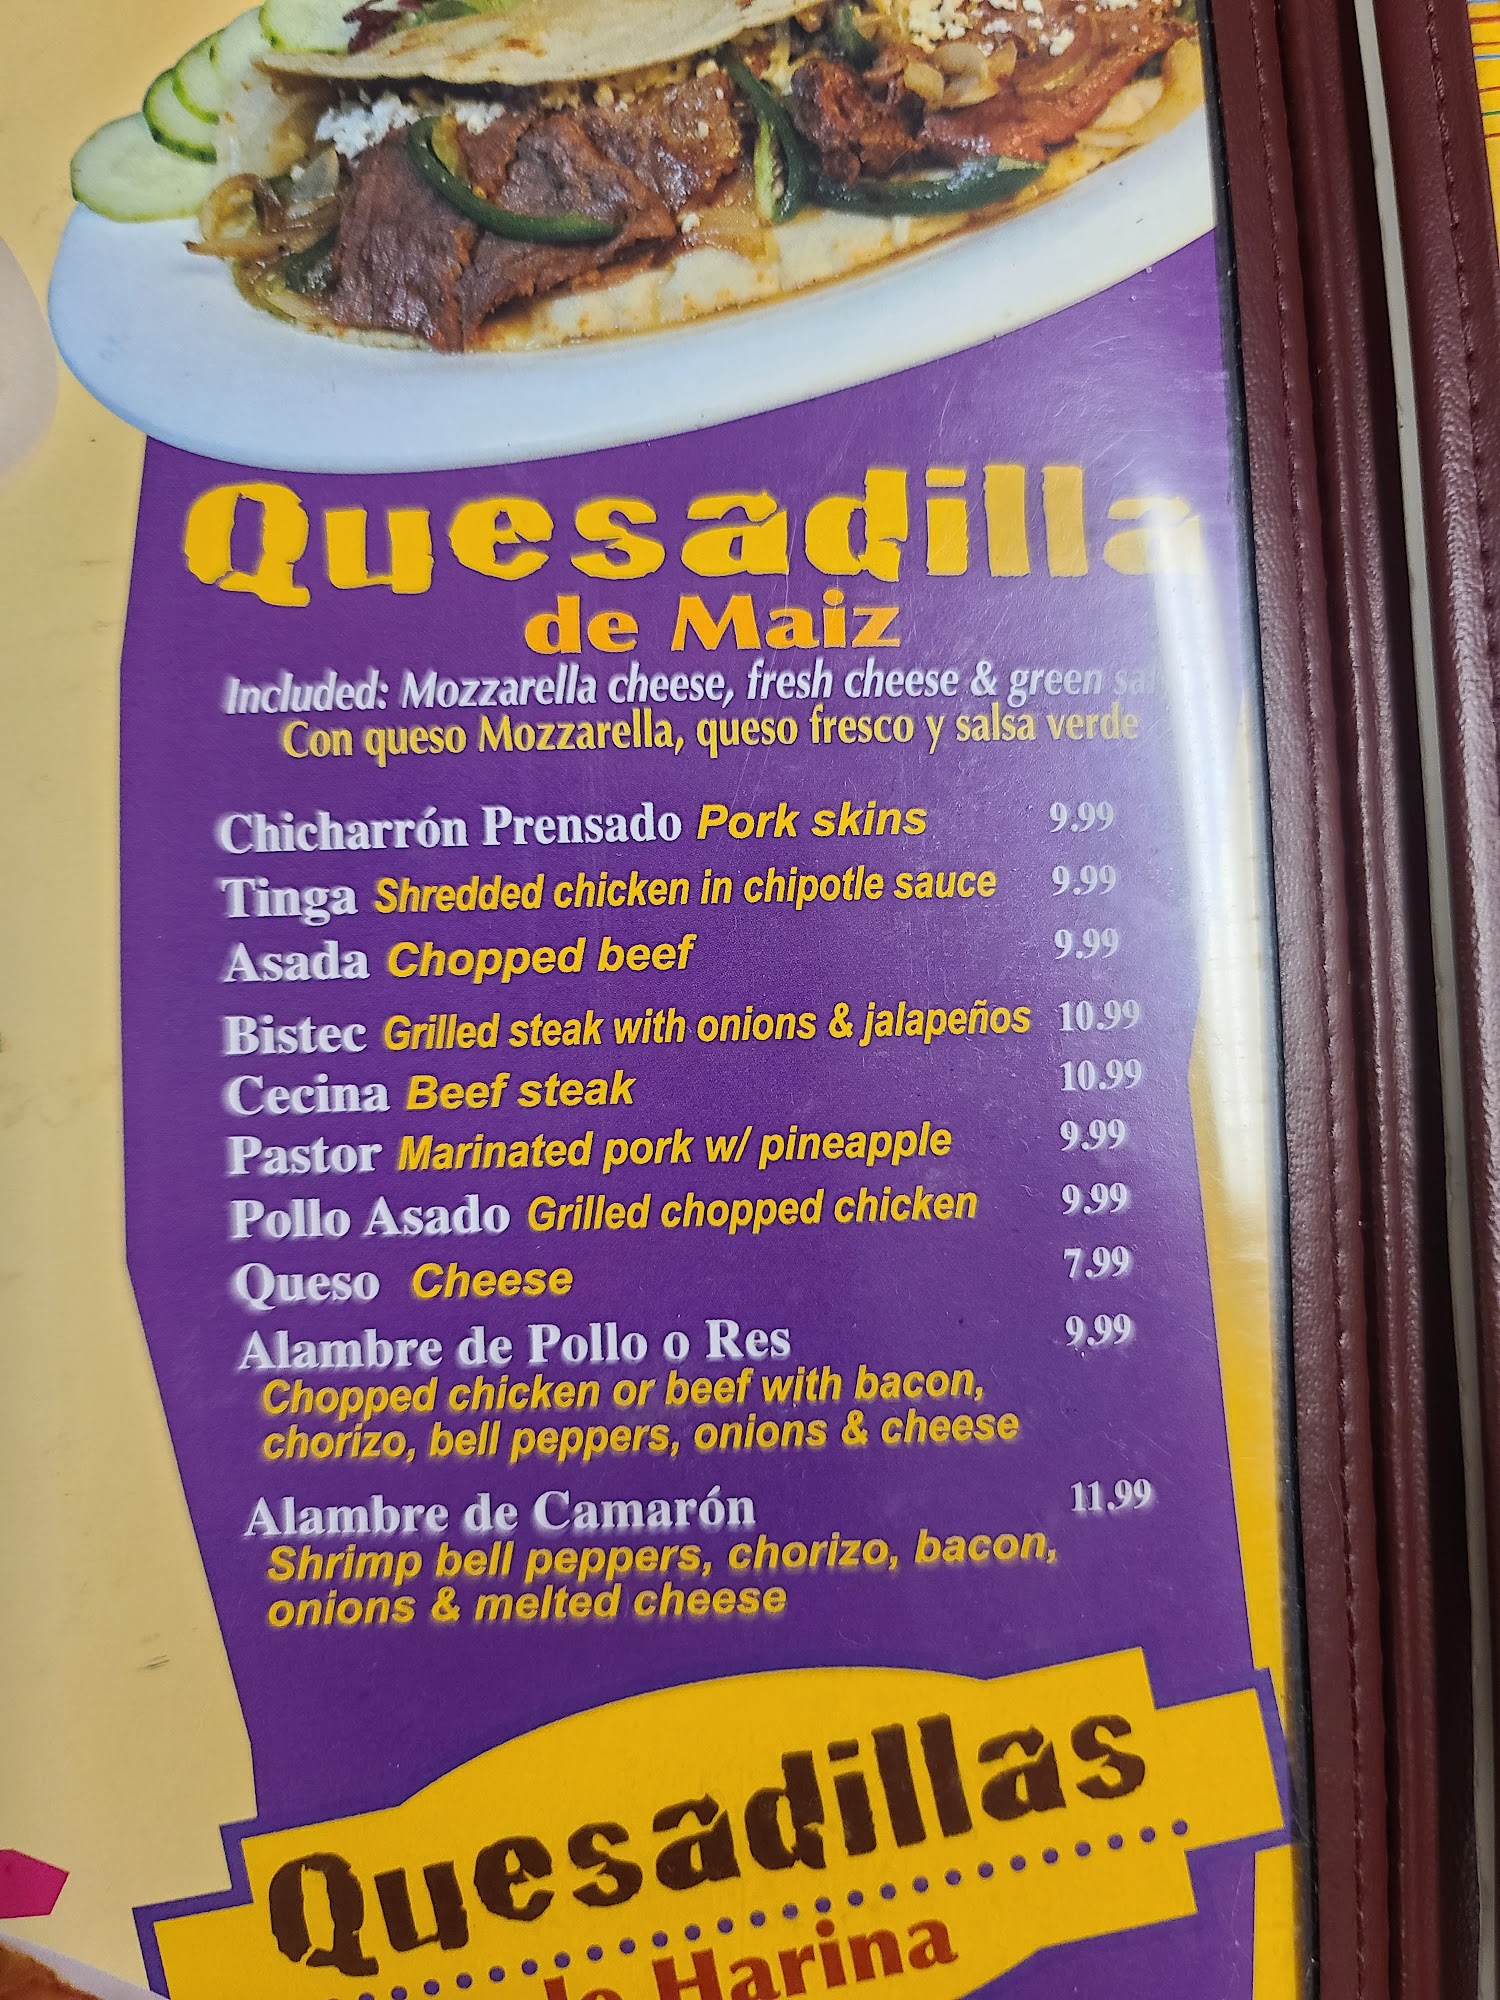 Quesadilla
de Maiz
Included: Mozzarella cheese, fresh cheese & green
Con queso Mozzarella, queso fresco y salsa verde
Chicharrón Prensado Pork skins 9.99
Tinga Shredded chicken in chipotle sauce 9.99
Asada Chopped beef 9.99
Bistec Grilled steak with onions & jalapeños 10.99
Cecina Beef steak 10.99
Pastor Marinated pork w/ pineapple 9.99
Pollo Asado Grilled chopped chicken 9.99
Queso Cheese 7.99
Alambre de Pollo o Res 9.99
Chopped chicken or beef with bacon,
chorizo, bell peppers, onions & cheese
Alambre de Camarón 11.99
Shrimp bell peppers, chorizo, bacon,
onions & melted cheese
Quesadillas
Harina